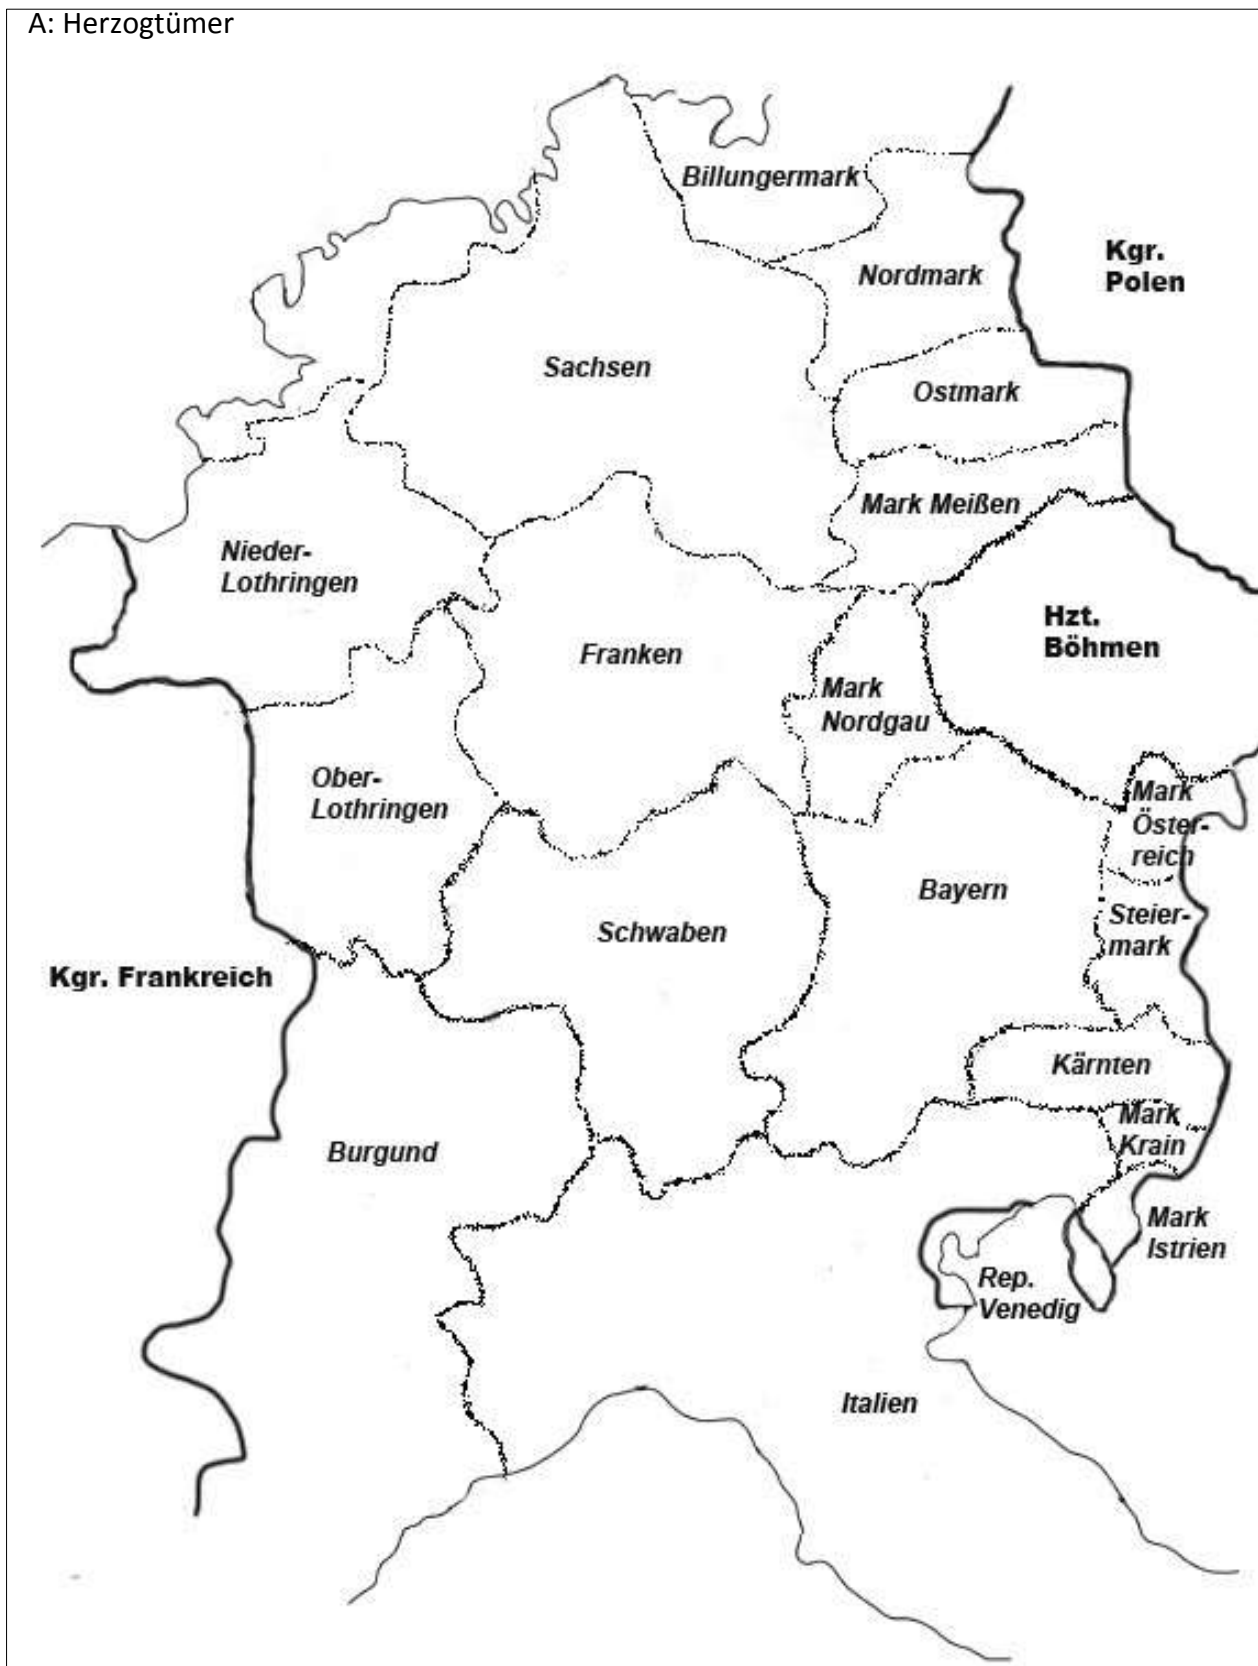 A: Herzogtümer
Billungermark
Kgr.
Polen
Nordmark
Sachsen
Ostmark
Mark Meißen
Nieder-
Lothringen
Hzt.
Böhmen
Franken
Mark
Nordgau
Ober-
Lothringen
Mark
Öster-
reich
Bayern
Steier-
mark
Schwaben
Kgr. Frankreich
Kärnten
Mark
Krain
Burgund
Mark
Istrien
Rep.
Venedig
Italien